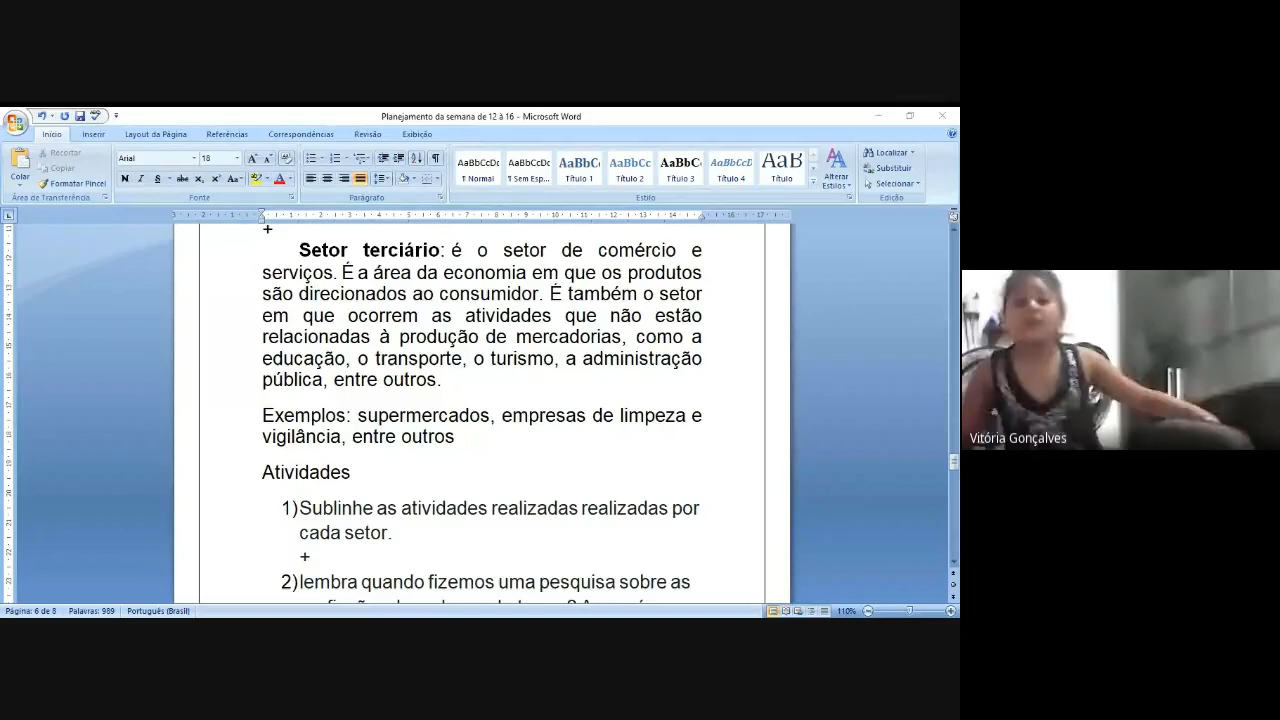 Planejamento da semana de 12 à 16 - Microsoft Word
Início Inserir Layout da Página Referências Correspondências Revisão Exibição
Colar
Recortar
Copiar
Formatar Pincel
Área de Transferência
Arial 18
Fonte
Parágrafo
AaBbCcDc AaBbCcDc AaBbC AaBbCc AaBbC AaBbCcD AaB
¶ Normal ¶ Sem Esp... Título 1 Título 2 Título 3 Título 4 Título
Alterar Estilos
Estilo
Localizar
Substituir
Selecionar
Edição
+
Setor terciário: é o setor de comércio e
serviços. É a área da economia em que os produtos
são direcionados ao consumidor. É também o setor
em que ocorrem as atividades que não estão
relacionadas à produção de mercadorias, como a
educação, o transporte, o turismo, a administração
pública, entre outros.
Exemplos: supermercados, empresas de limpeza e
vigilância, entre outros
Atividades
1) Sublinhe as atividades realizadas realizadas por
cada setor.
+
2) lembra quando fizemos uma pesquisa sobre as
Página: 6 de 8 Palavras: 989 Português (Brasil) 110%
Vitória Gonçalves